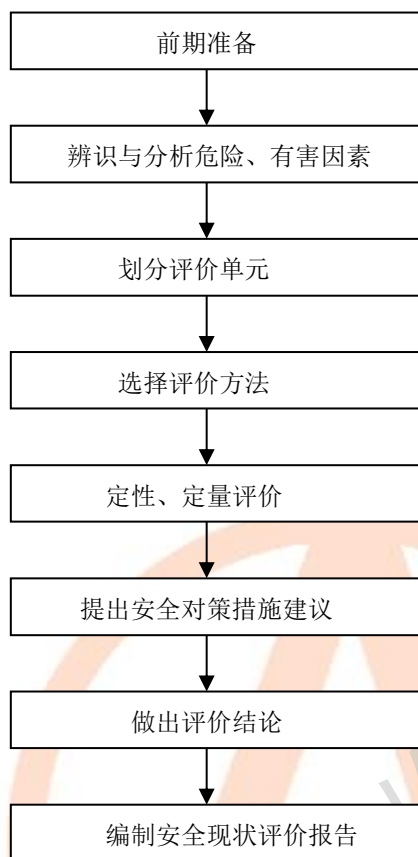 前期准备
辨识与分析危险、有害因素
划分评价单元
选择评价方法
定性、定量评价
提出安全对策措施建议
做出评价结论
编制安全现状评价报告